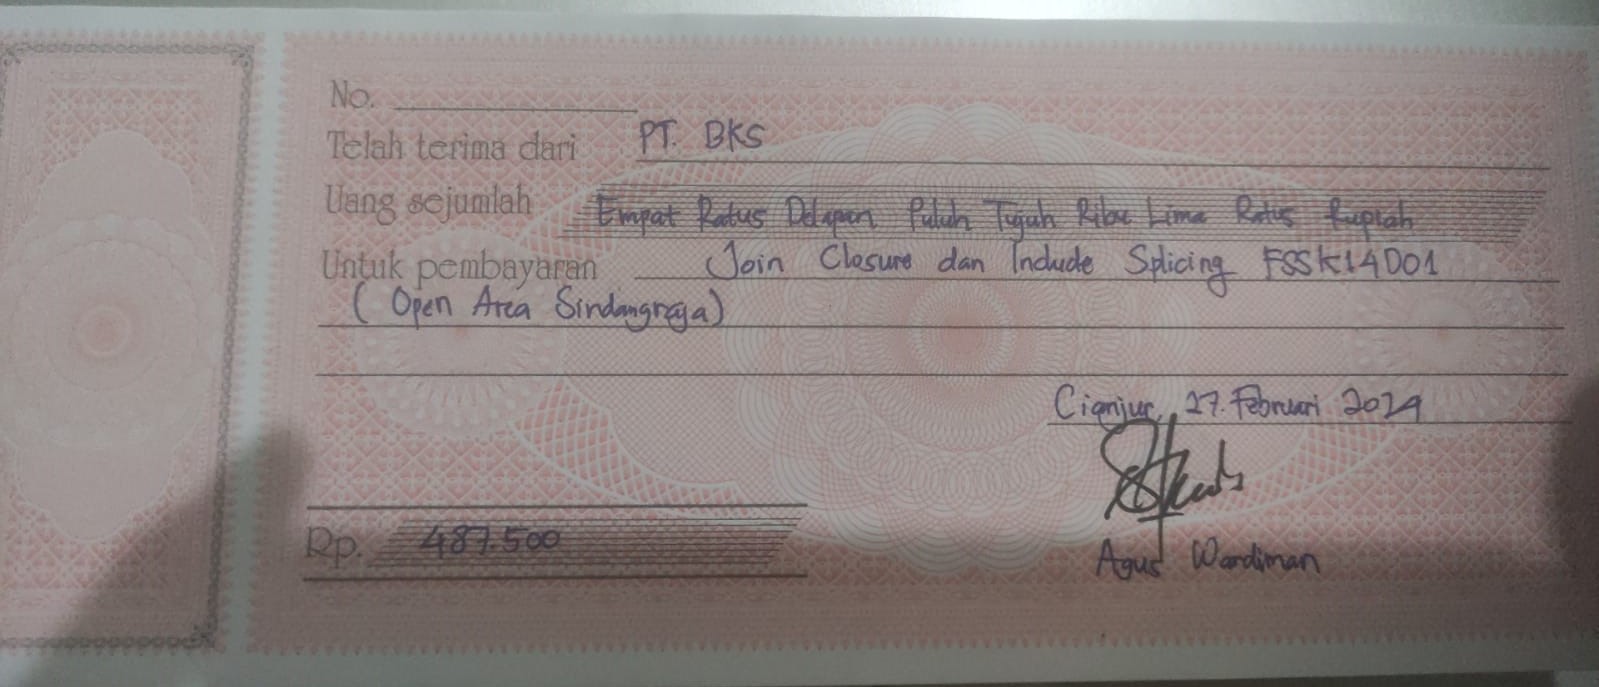 No.
Telah terima dari PT. BKS
Uang sejumlah Empat Ratus Delapan Puluh Tujuh Ribu Lima Ratus Rupiah
Untuk pembayaran Join Closure dan Include Splicing FSSK14D01
( Open Area Sindangraja)
Cianjur, 27. Februari 2024
Rp. 487.500
Agus Wardiman